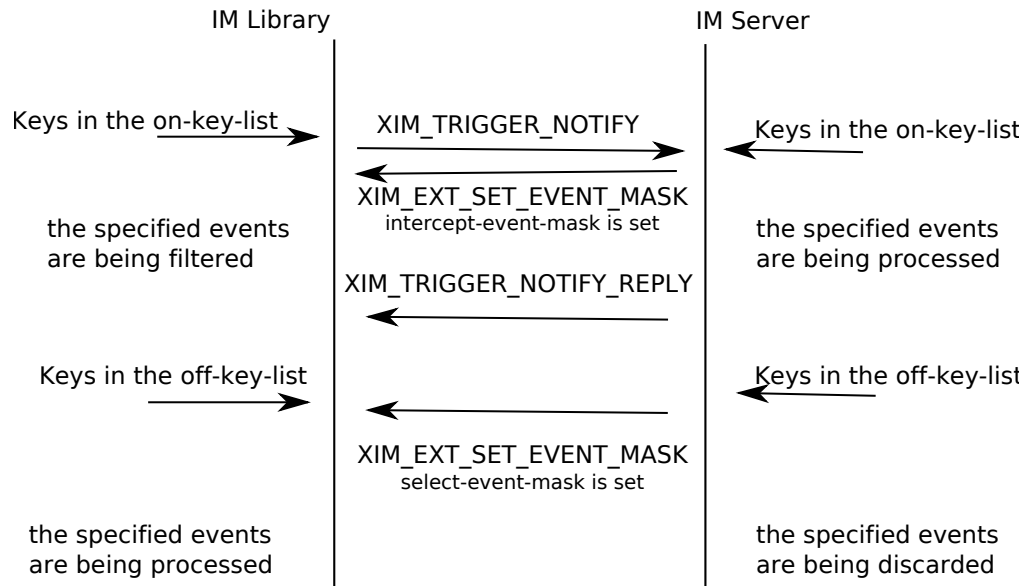 IM Library
IM Server
Keys in the on-key-list
XIM_TRIGGER_NOTIFY
Keys in the on-key-list
XIM_EXT_SET_EVENT_MASK
intercept-event-mask is set
the specified events
are being filtered
the specified events
are being processed
XIM_TRIGGER_NOTIFY_REPLY
Keys in the off-key-list
Keys in the off-key-list
XIM_EXT_SET_EVENT_MASK
select-event-mask is set
the specified events
are being processed
the specified events
are being discarded